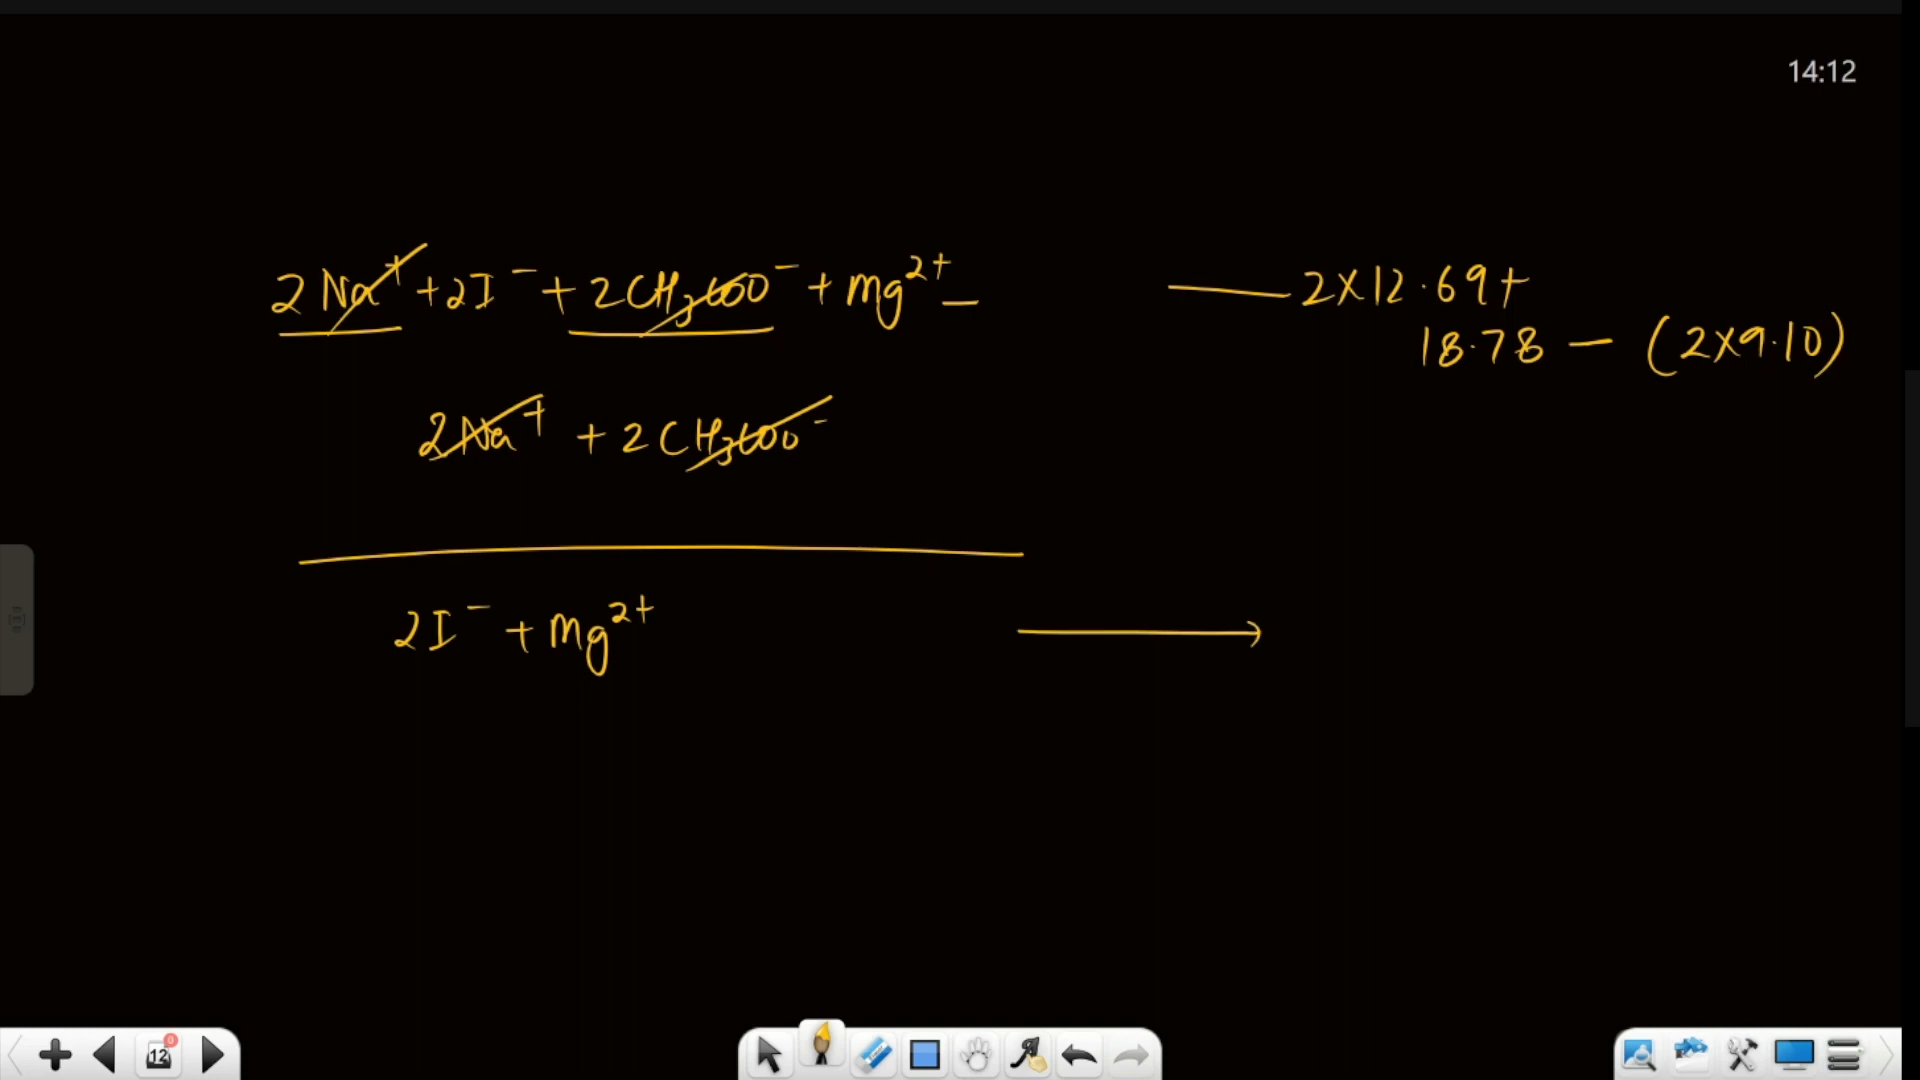 14:12
2Na⁺ + 2I⁻ + 2CH₃COO⁻ + Mg²⁺ — — 2×12.69+
18.78 — (2×9.10)
2Na⁺ + 2CH₃COO⁻
2I⁻ + Mg²⁺ →
12